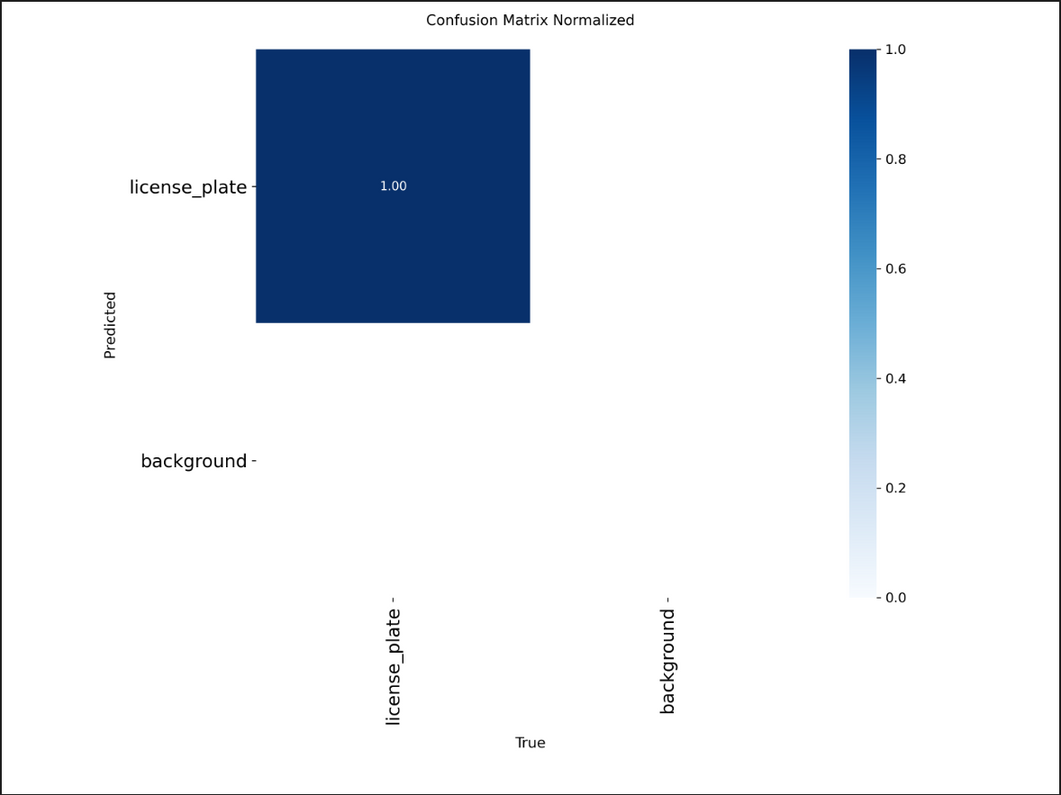 Confusion Matrix Normalized
license_plate
background
Predicted
1.00
license_plate
background
True
1.0
0.8
0.6
0.4
0.2
0.0